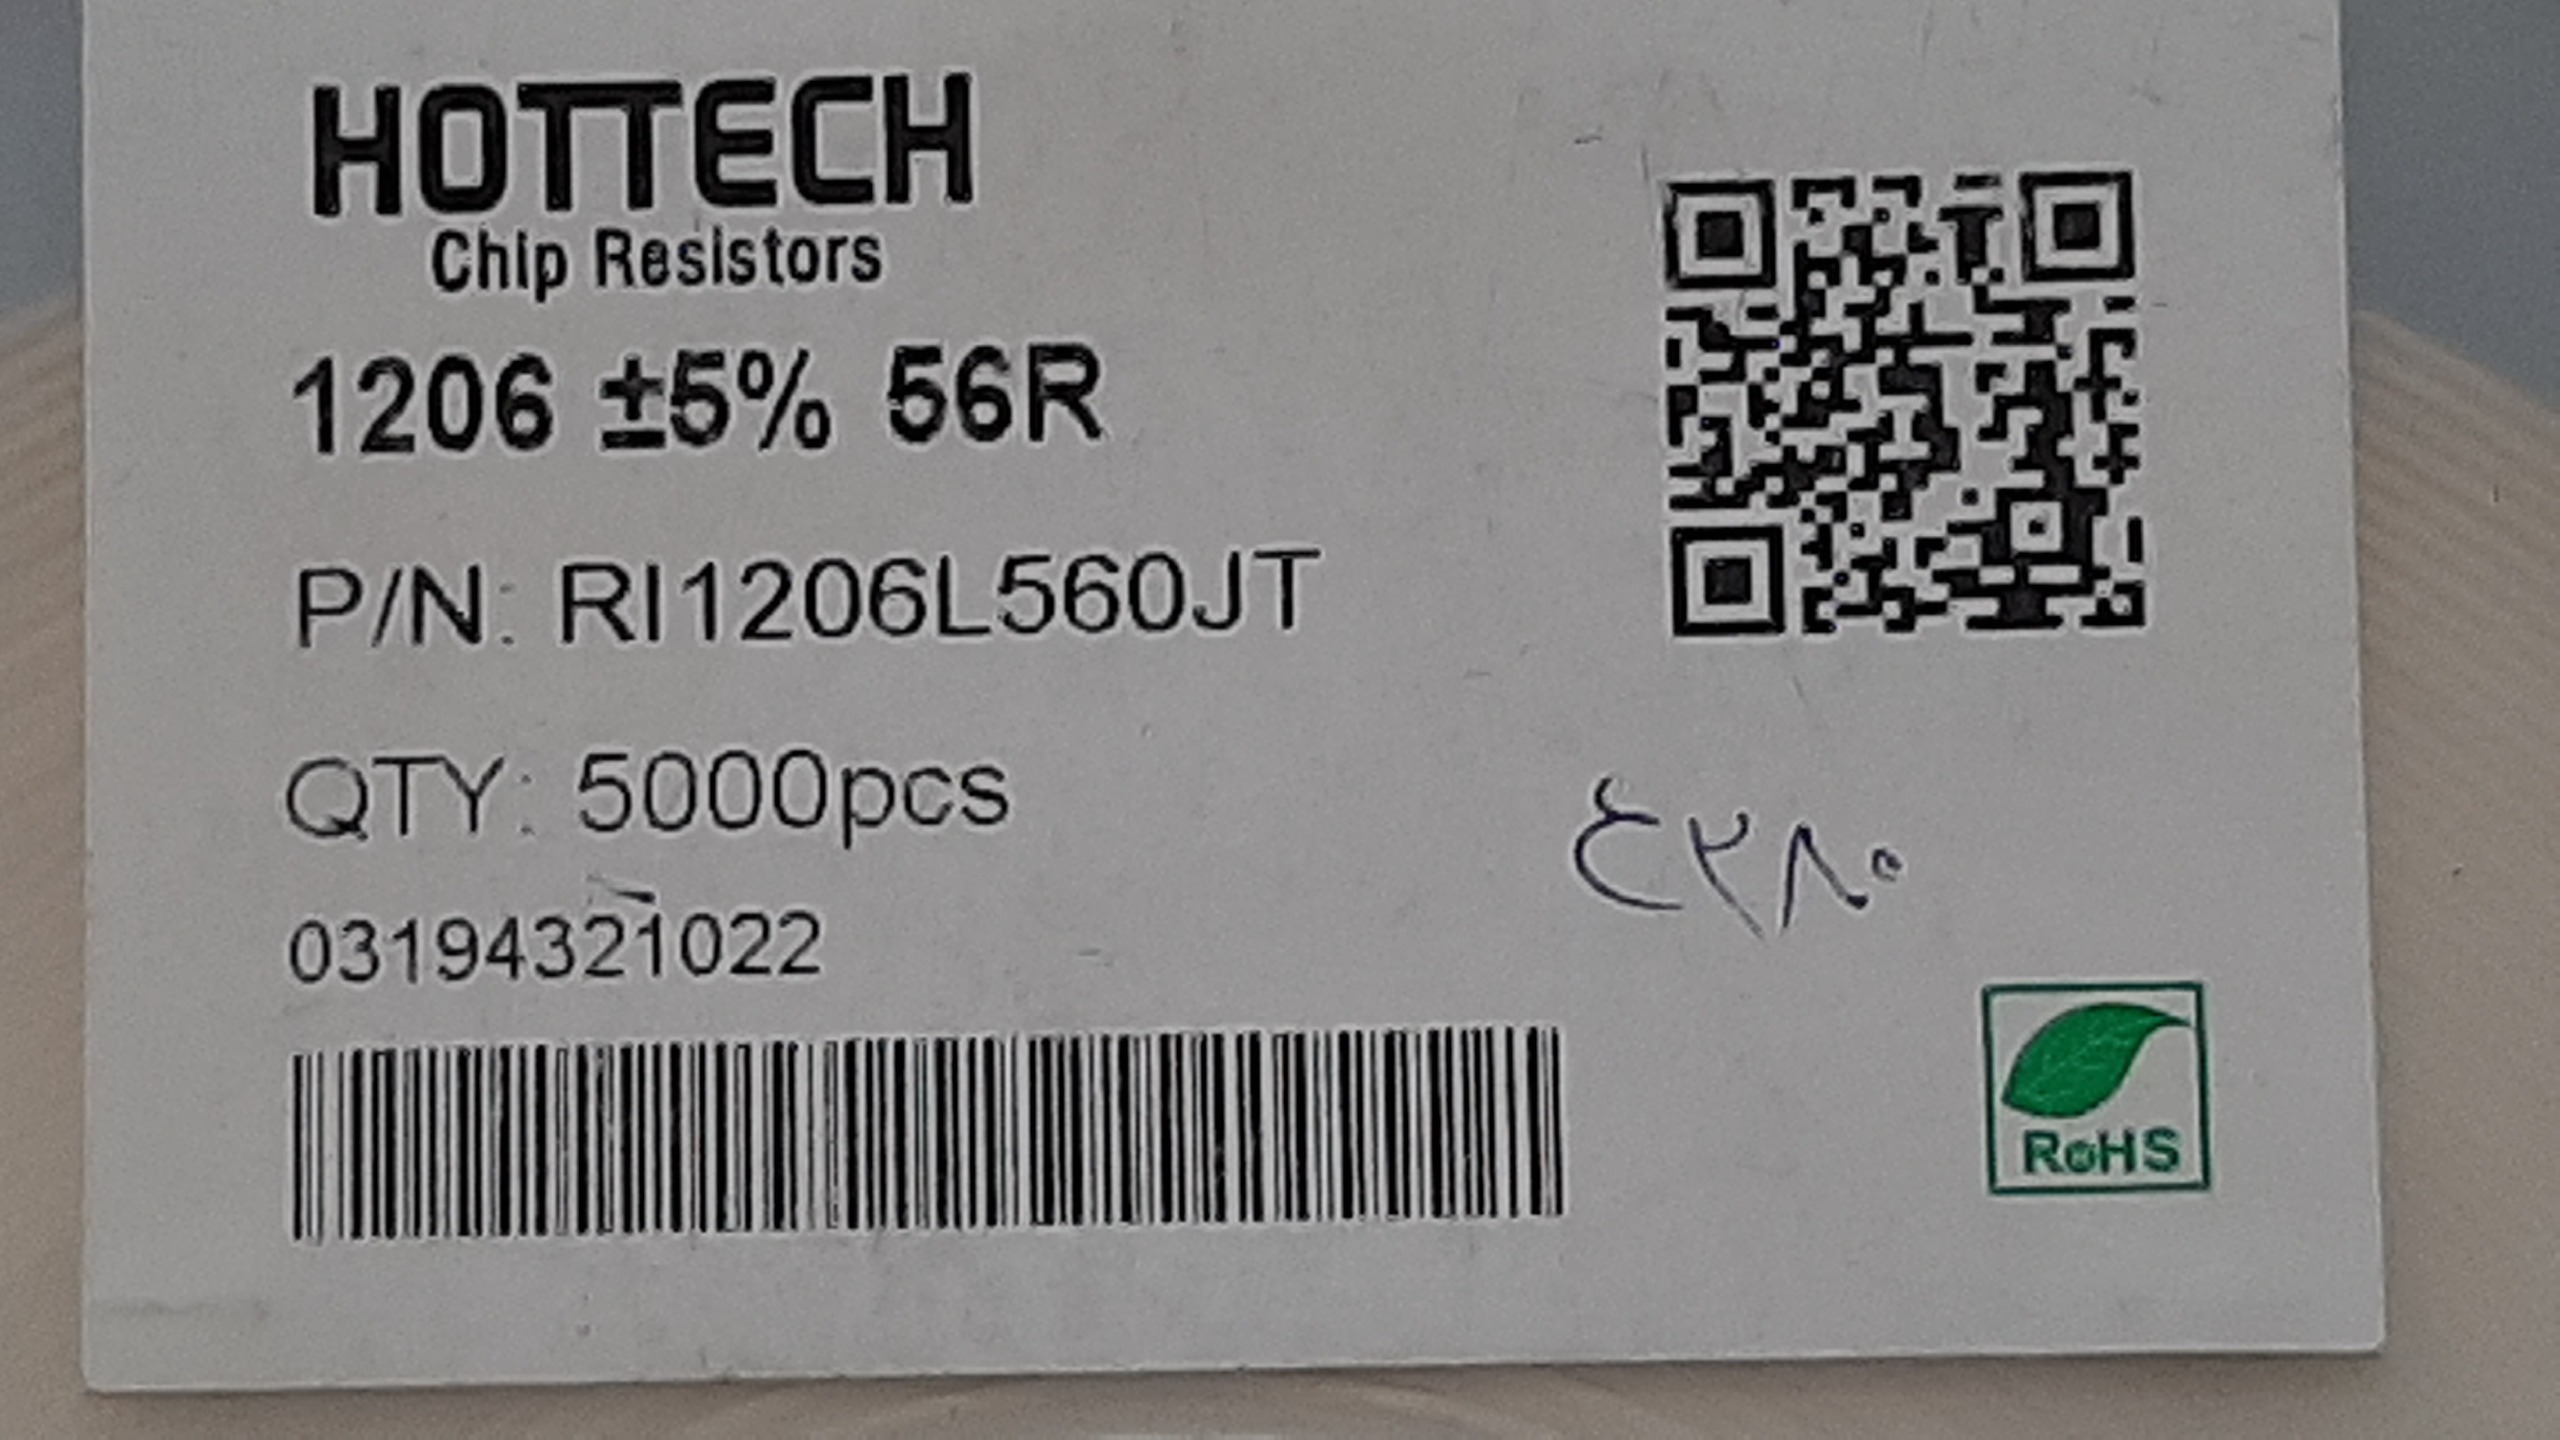 HOTTECH
Chip Resistors
1206 ±5% 56R
P/N: RI1206L560JT
QTY: 5000pcs
03194321022
٤٢٨٠
RoHS